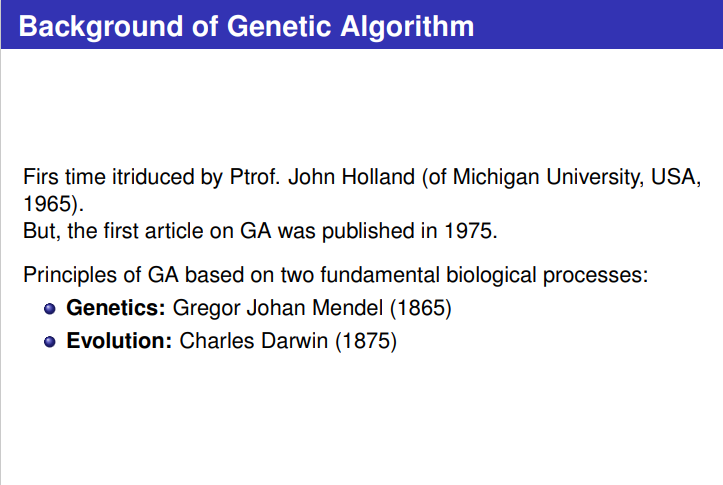 Background of Genetic Algorithm
Firs time itriduced by Ptrof. John Holland (of Michigan University, USA,
1965).
But, the first article on GA was published in 1975.
Principles of GA based on two fundamental biological processes:
Genetics: Gregor Johan Mendel (1865)
Evolution: Charles Darwin (1875)